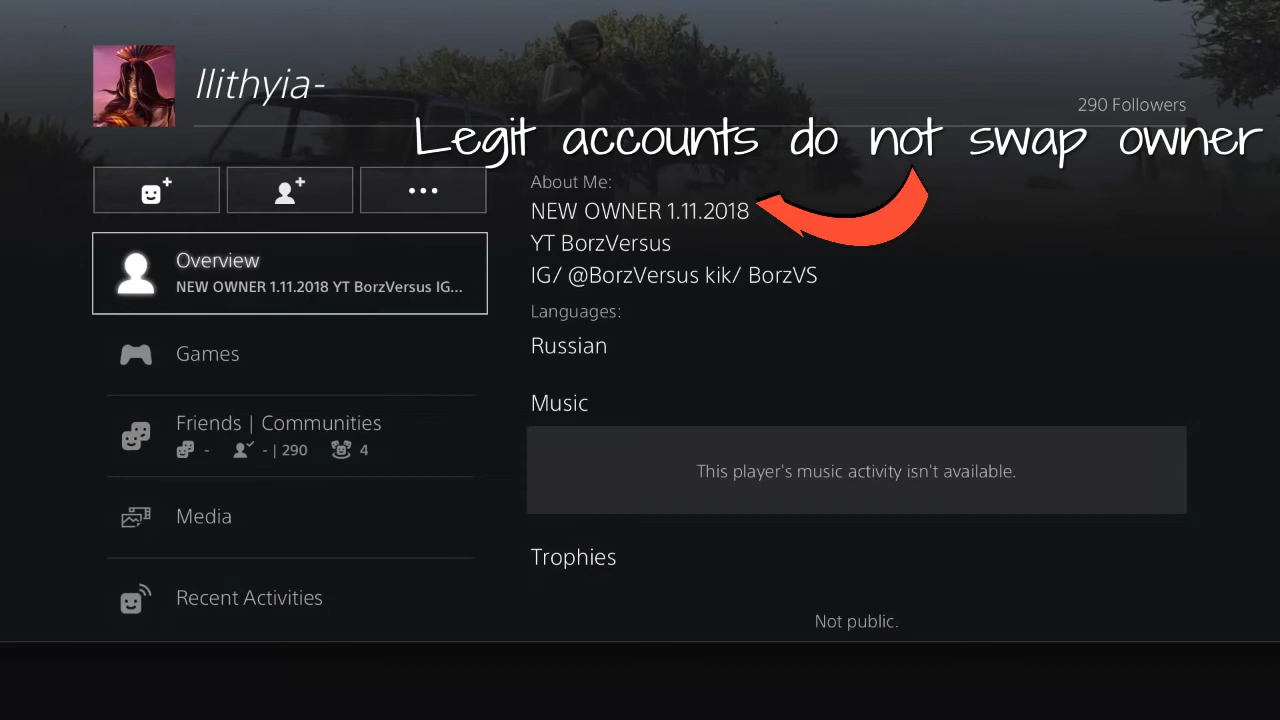 llithyia-
290 Followers
Legit accounts do not swap owner
About Me:
NEW OWNER 1.11.2018
YT BorzVersus
IG/ @BorzVersus kik/ BorzVS
Languages:
Russian
Music
This player's music activity isn't available.
Trophies
Not public.
Overview
NEW OWNER 1.11.2018 YT BorzVersus IG...
Games
Friends | Communities
- - | 290 4
Media
Recent Activities